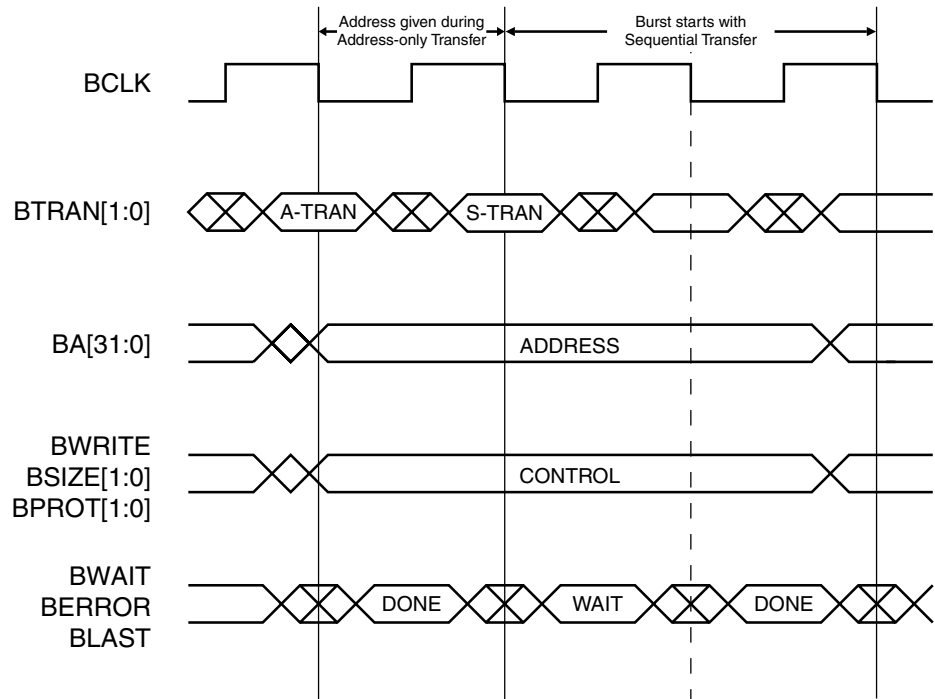 Address given during
Address-only Transfer
Burst starts with
Sequential Transfer
BCLK
BTRAN[1:0]
A-TRAN
S-TRAN
BA[31:0]
ADDRESS
BWRITE
BSIZE[1:0]
BPROT[1:0]
CONTROL
BWAIT
BERROR
BLAST
DONE
WAIT
DONE